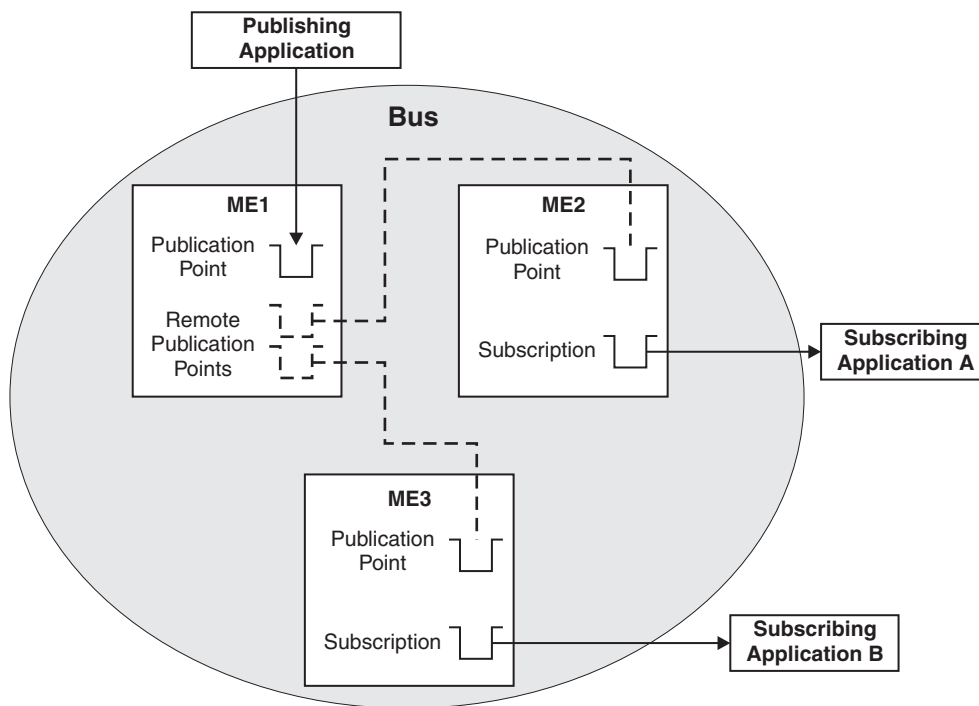 Publishing
Application
Bus
ME1
Publication
Point
Remote
Publication
Points
ME2
Publication
Point
Subscription
Subscribing
Application A
ME3
Publication
Point
Subscription
Subscribing
Application B